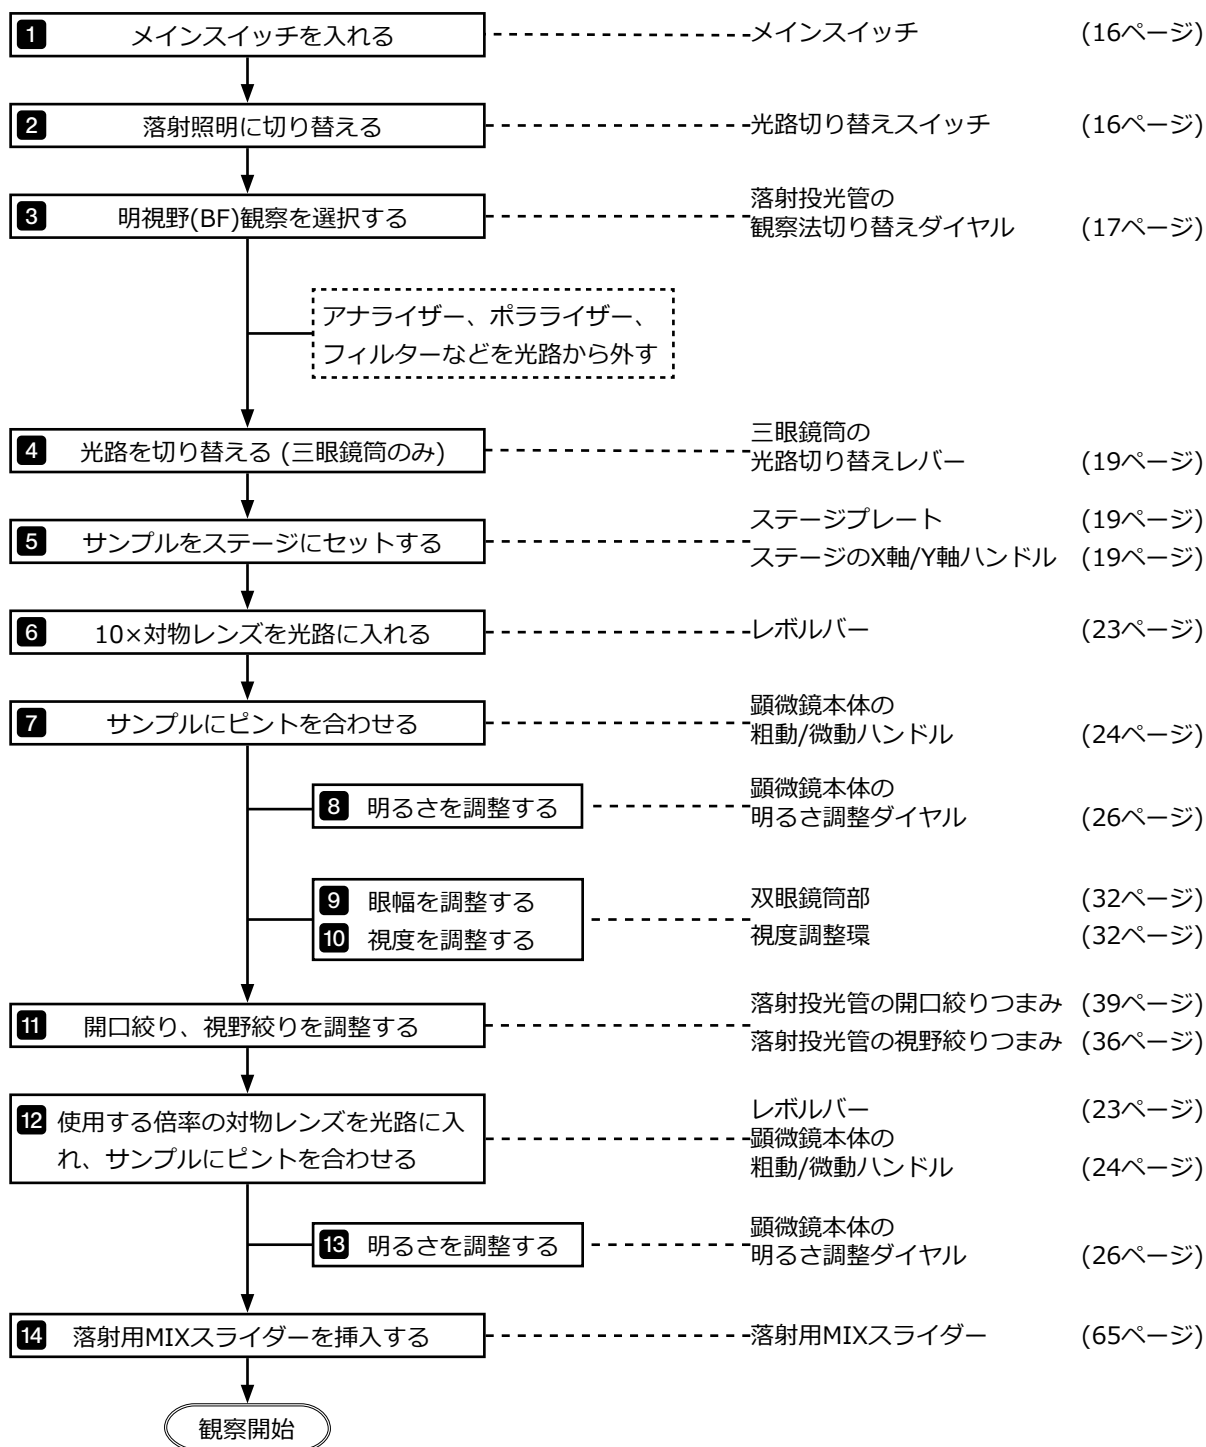 1 メインスイッチを入れる
メインスイッチ (16ページ)
2 落射照明に切り替える
光路切り替えスイッチ (16ページ)
3 明視野(BF)観察を選択する
落射投光管の
観察法切り替えダイヤル (17ページ)
アナライザー、ポラライザー、
フィルターなどを光路から外す
4 光路を切り替える (三眼鏡筒のみ)
三眼鏡筒の
光路切り替えレバー (19ページ)
5 サンプルをステージにセットする
ステージプレート (19ページ)
ステージのX軸/Y軸ハンドル (19ページ)
6 10×対物レンズを光路に入れる
レボルバー (23ページ)
7 サンプルにピントを合わせる
顕微鏡本体の
粗動/微動ハンドル (24ページ)
8 明るさを調整する
顕微鏡本体の
明るさ調整ダイヤル (26ページ)
9 眼幅を調整する
双眼鏡筒部 (32ページ)
10 視度を調整する
視度調整環 (32ページ)
11 開口絞り、視野絞りを調整する
落射投光管の開口絞りつまみ (39ページ)
落射投光管の視野絞りつまみ (36ページ)
12 使用する倍率の対物レンズを光路に入
れ、サンプルにピントを合わせる
レボルバー (23ページ)
顕微鏡本体の
粗動/微動ハンドル (24ページ)
13 明るさを調整する
顕微鏡本体の
明るさ調整ダイヤル (26ページ)
14 落射用MIXスライダーを挿入する
落射用MIXスライダー (65ページ)
観察開始